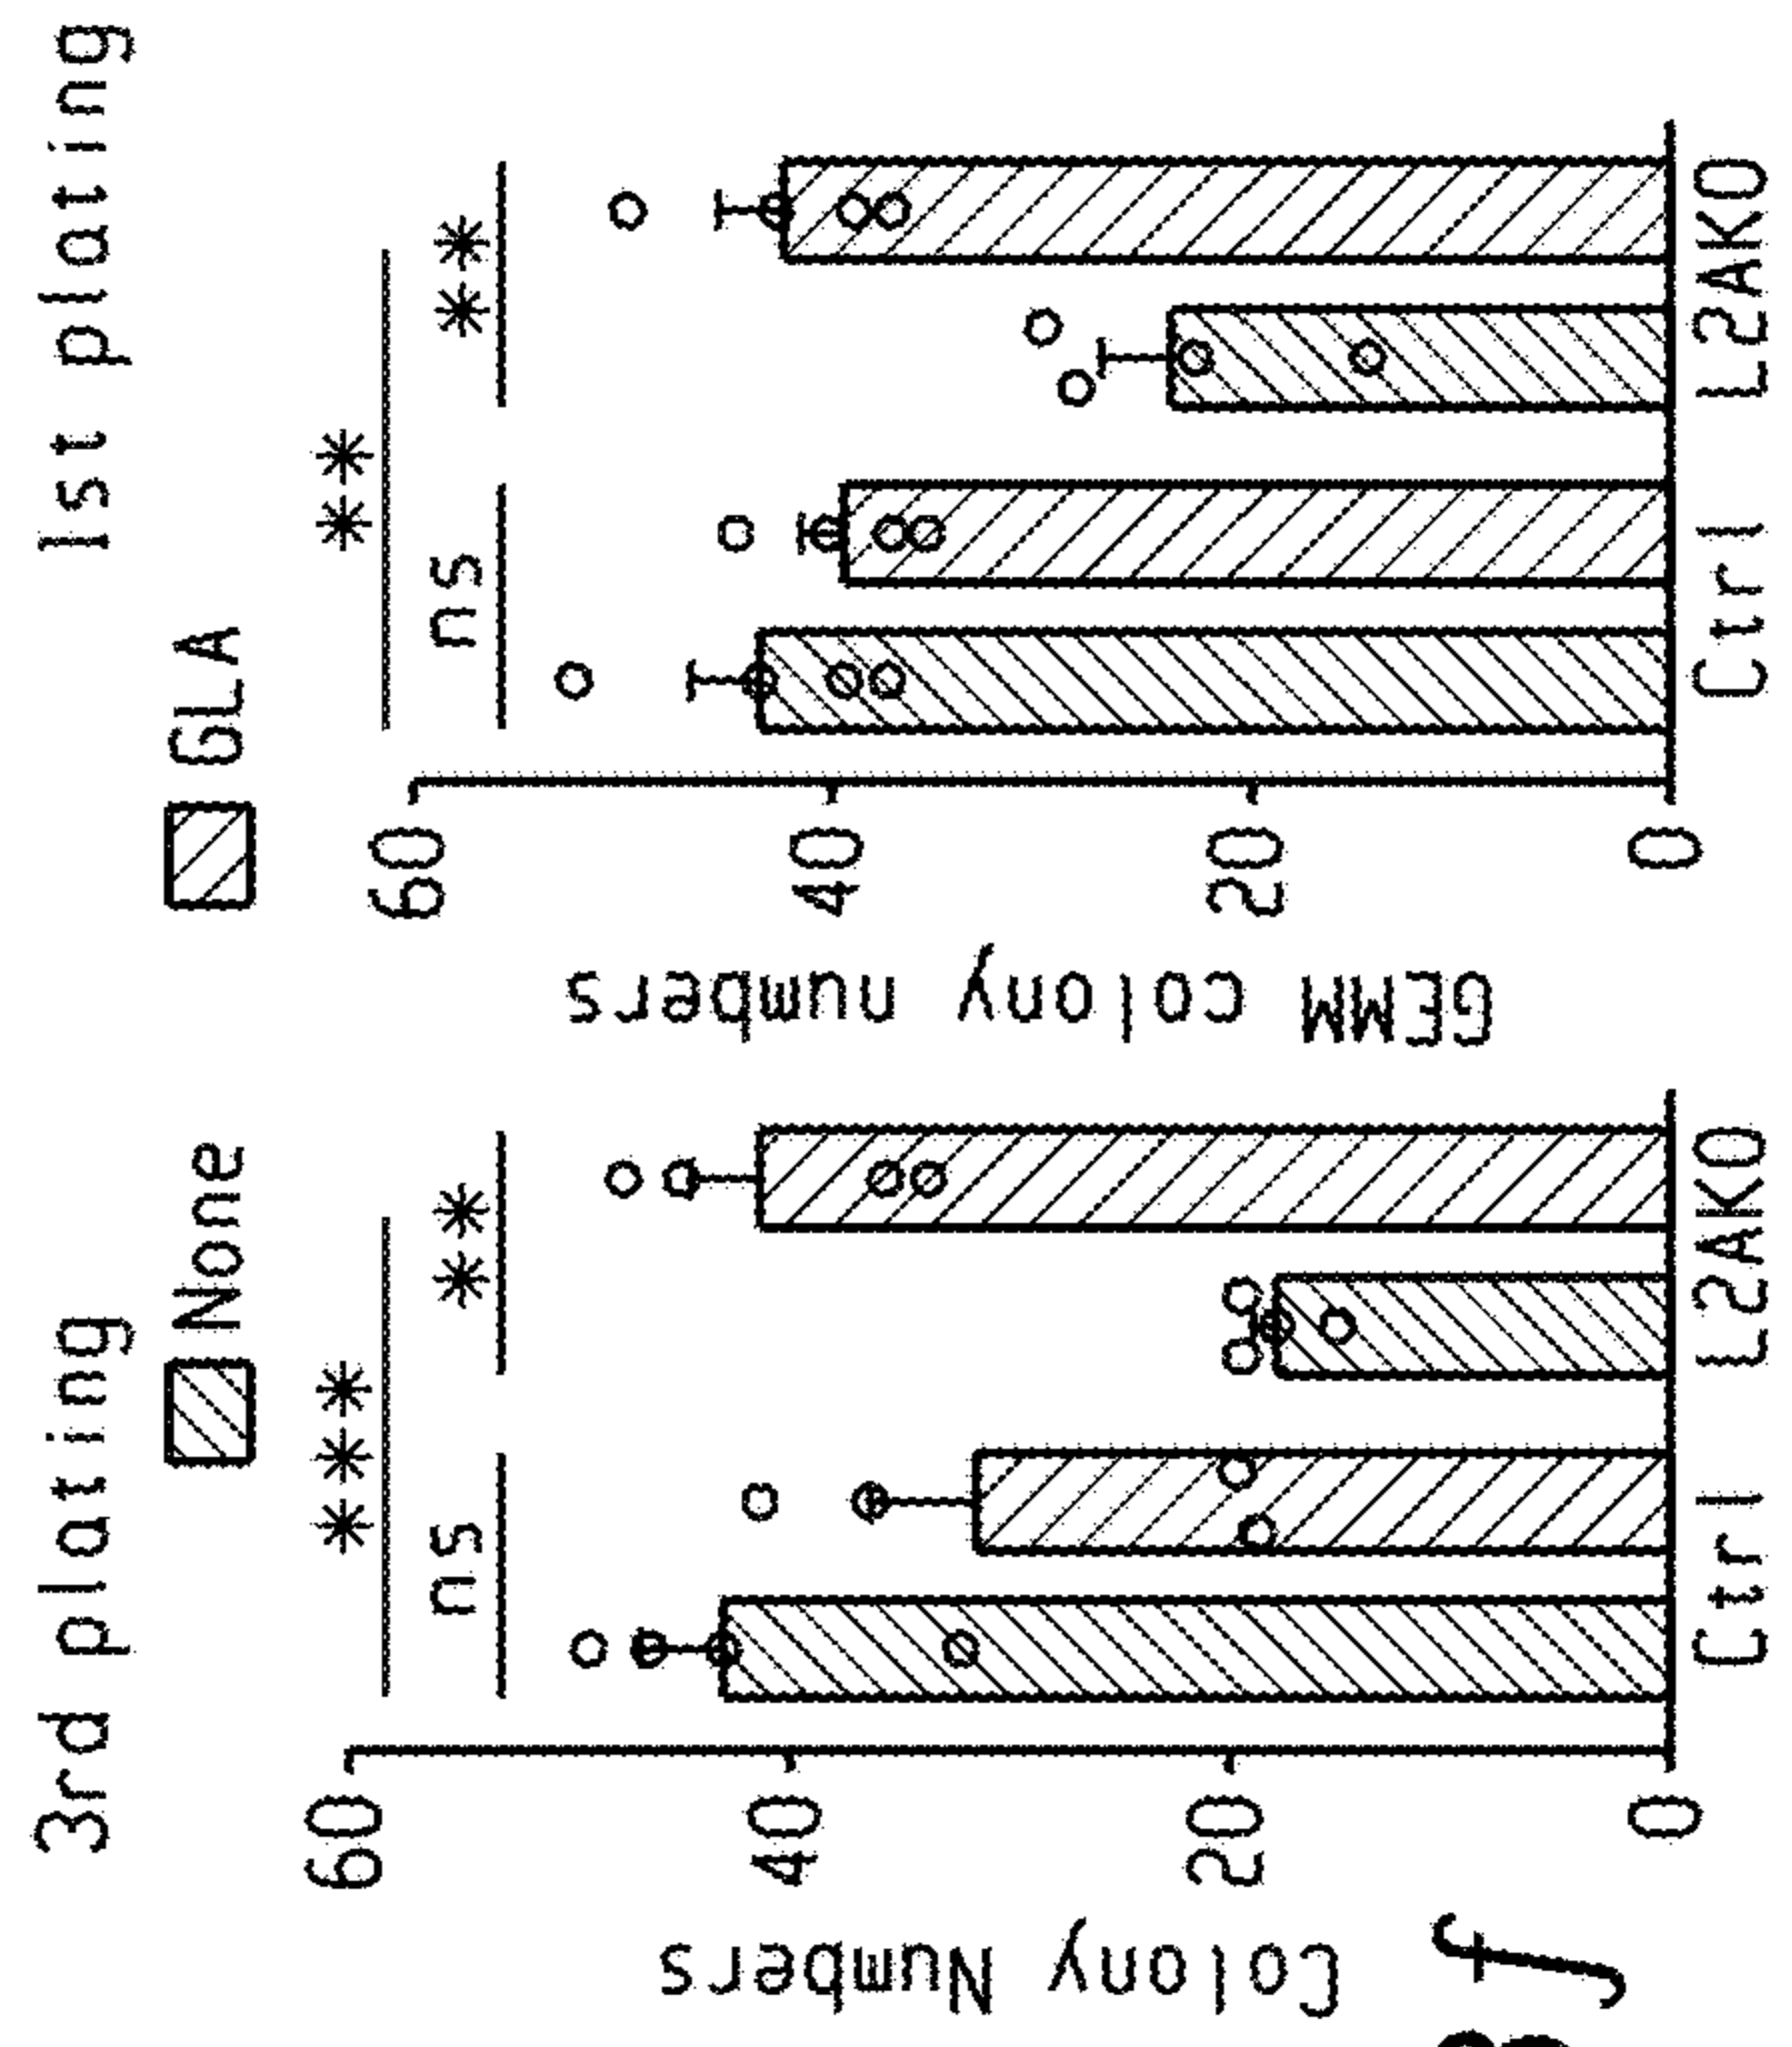 3rd plating
None
***
ns
**
60
40
20
0
Colony Numbers
Ctrl
L2AKO
1st plating
GLA
**
ns
**
60
40
20
0
GEMM colony numbers
Ctrl
L2AKO
f